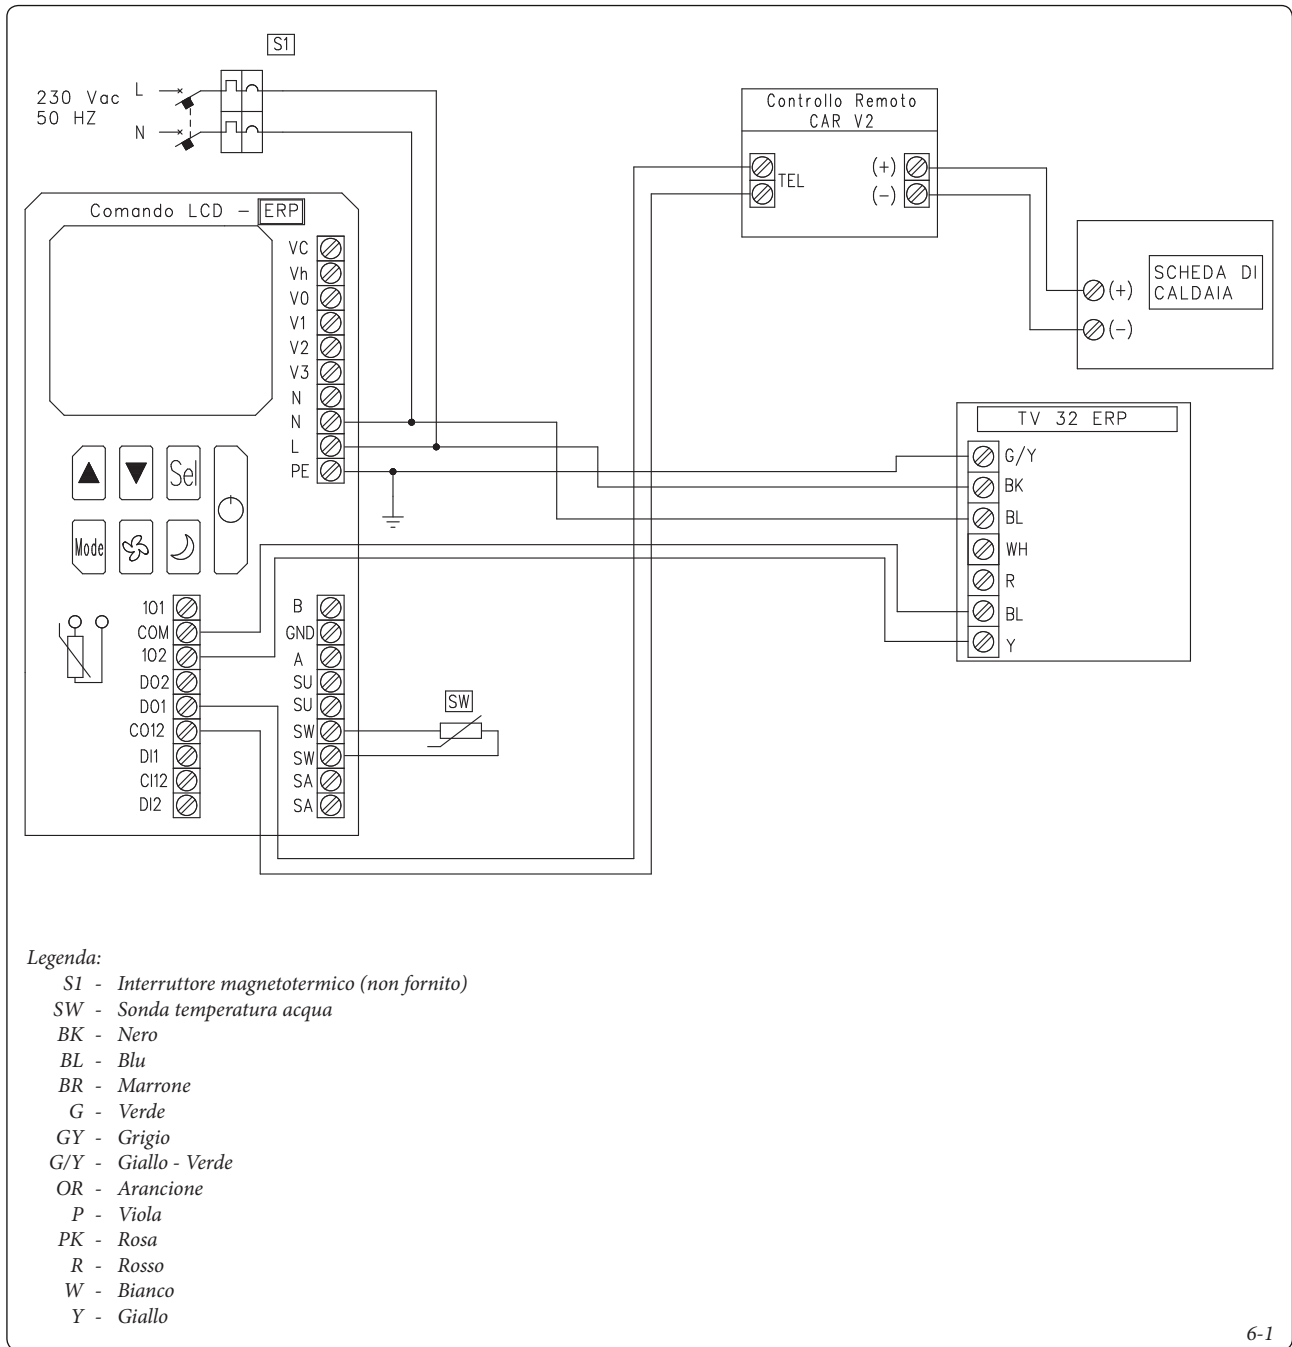 S1
230 Vac
50 HZ
L
N
Controllo Remoto
CAR V2
TEL
(+)
(-)
SCHEDA DI
CALDAIA
(+)
(-)
Comando LCD - ERP
VC
Vh
V0
V1
V2
V3
N
N
L
PE
Sel
Mode
TV 32 ERP
G/Y
BK
BL
WH
R
BL
Y
1O1
COM
1O2
DO2
DO1
CO12
DI1
CI12
DI2
B
GND
A
SU
SU
SW
SW
SA
SA
SW
Legenda:
S1 - Interruttore magnetotermico (non fornito)
SW - Sonda temperatura acqua
BK - Nero
BL - Blu
BR - Marrone
G - Verde
GY - Grigio
G/Y - Giallo - Verde
OR - Arancione
P - Viola
PK - Rosa
R - Rosso
W - Bianco
Y - Giallo
6-1